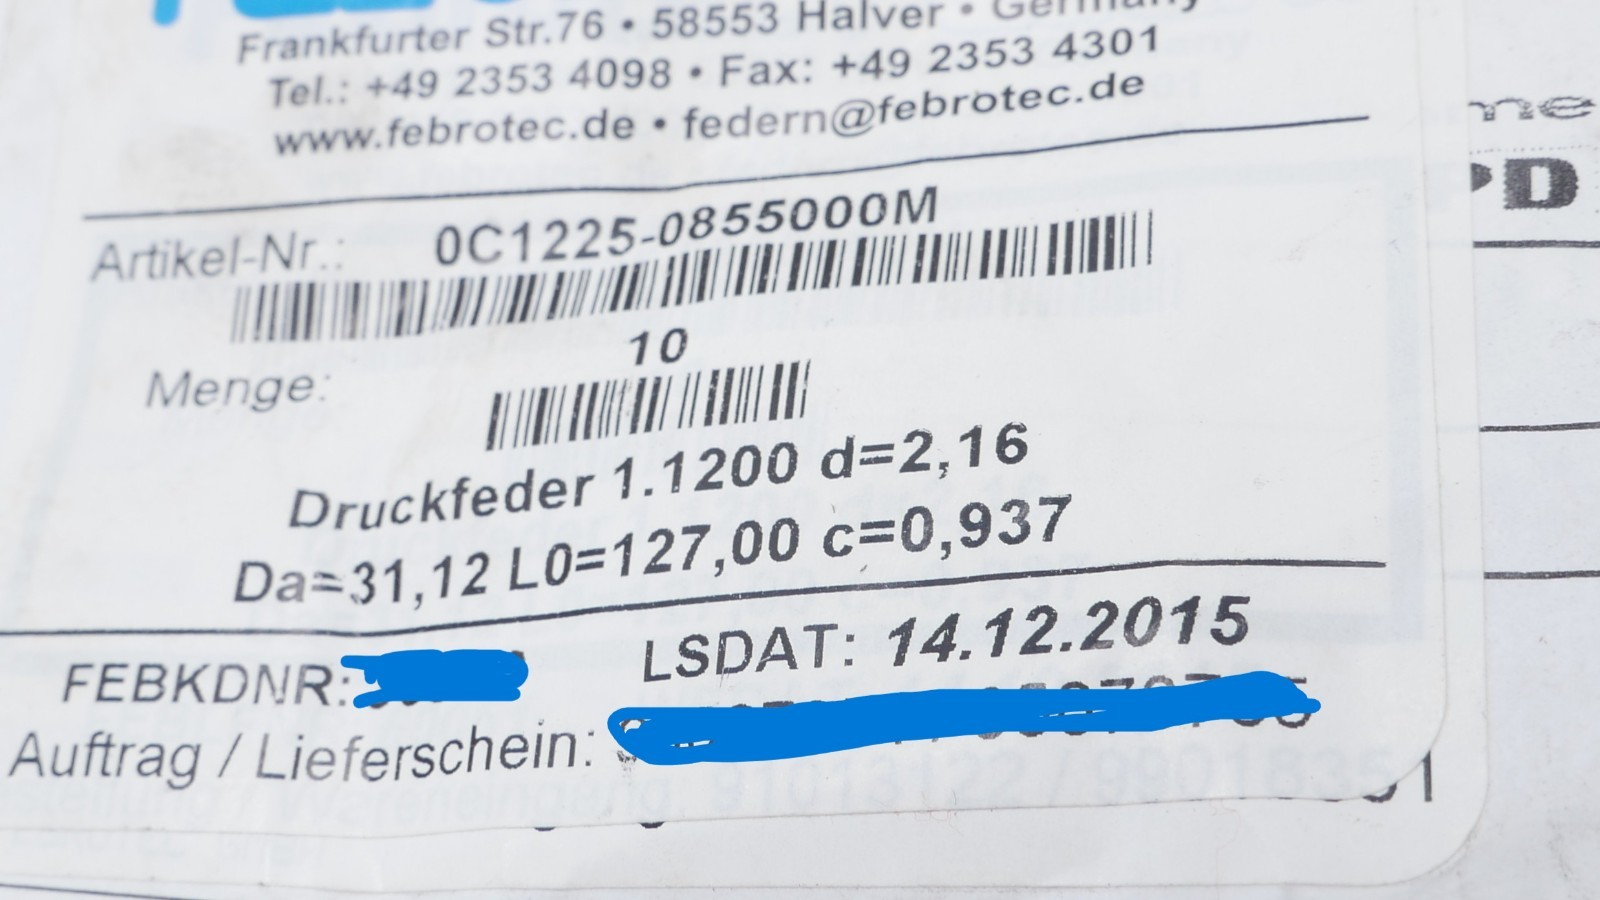 Frankfurter Str.76 • 58553 Halver • Germany
Tel.: +49 2353 4098 • Fax: +49 2353 4301
www.febrotec.de • federn@febrotec.de
Artikel-Nr.: 0C1225-0855000M
10
Menge:
Druckfeder 1.1200 d=2,16
Da=31,12 L0=127,00 c=0,937
FEBKDNR: LSDAT: 14.12.2015
Auftrag / Lieferschein: